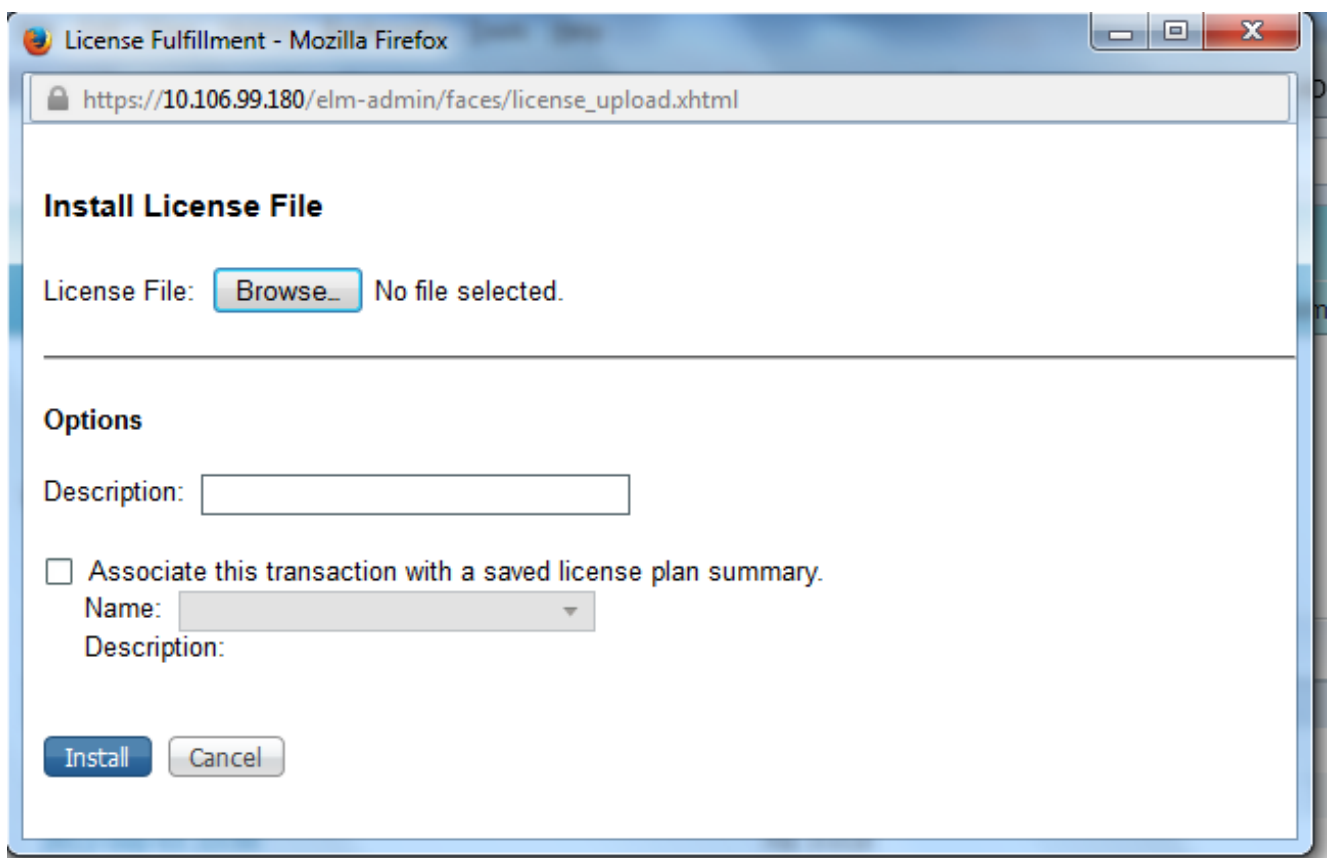 License Fulfillment - Mozilla Firefox
https://10.106.99.180/elm-admin/faces/license_upload.xhtml
Install License File
License File: Browse... No file selected.
Options
Description:
Associate this transaction with a saved license plan summary.
Name:
Description:
Install Cancel